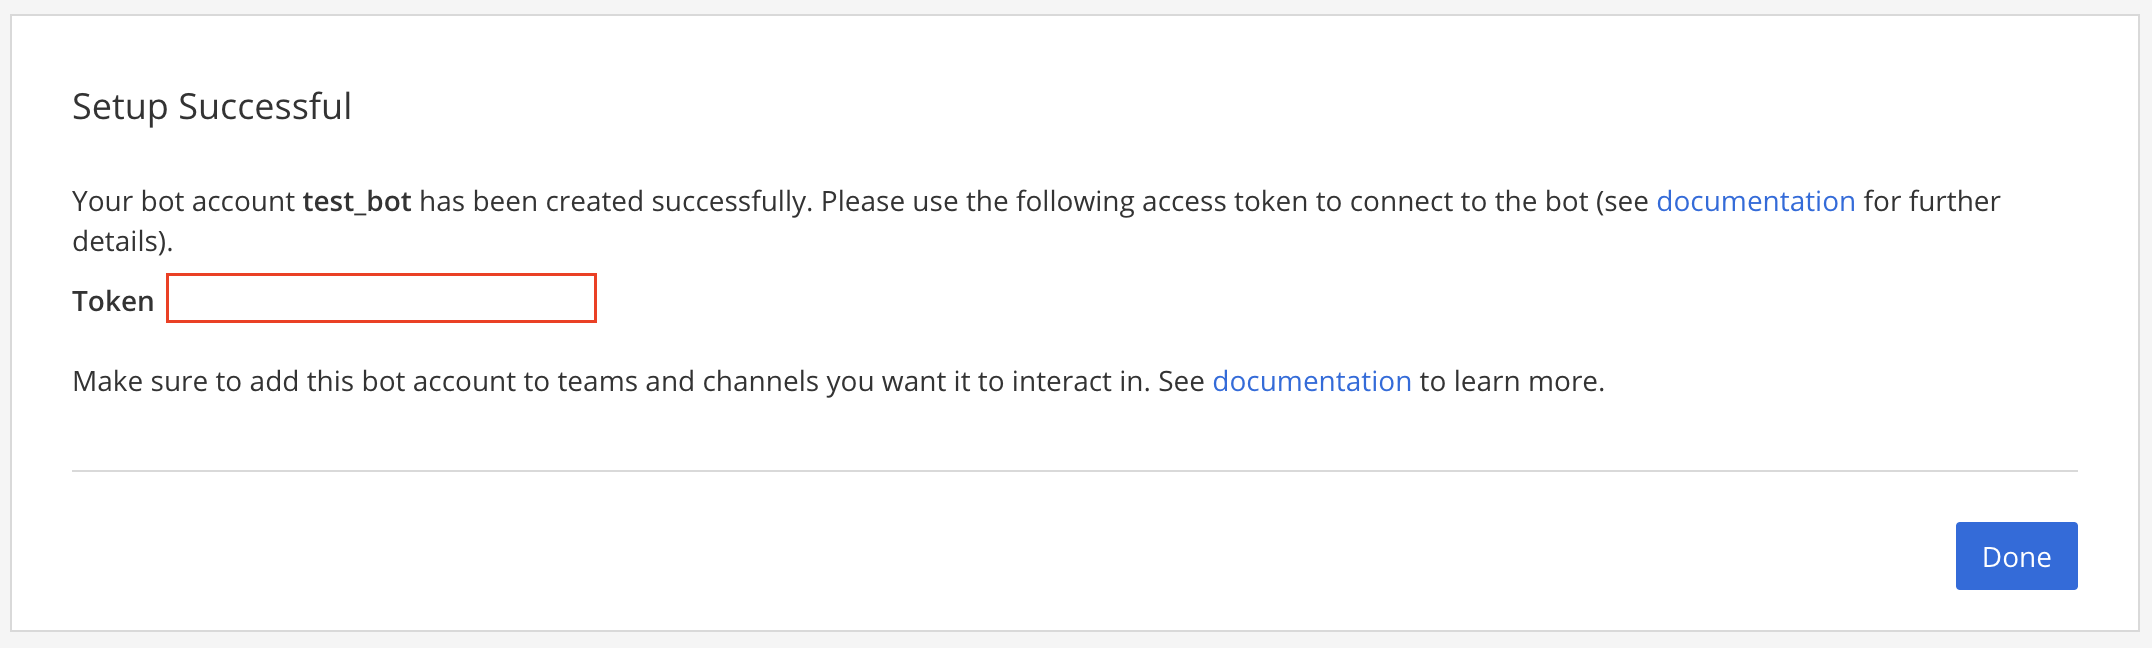 Setup Successful
Your bot account test_bot has been created successfully. Please use the following access token to connect to the bot (see documentation for further
details).
Token
Make sure to add this bot account to teams and channels you want it to interact in. See documentation to learn more.
Done